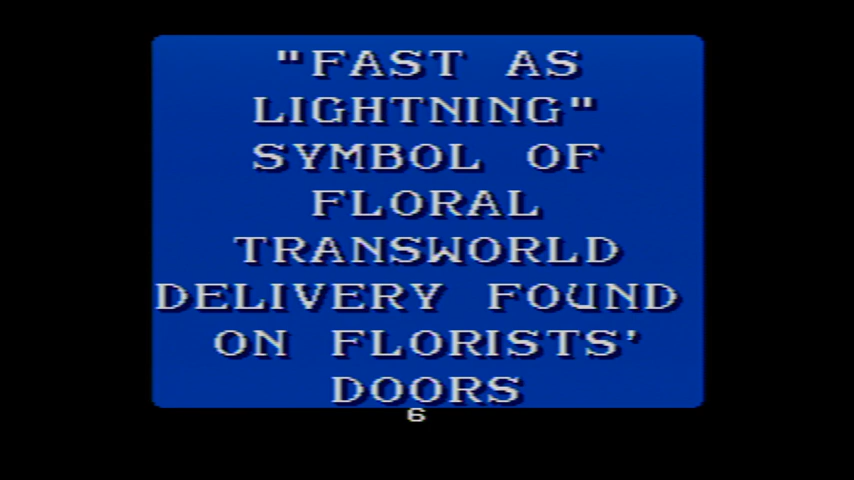 "FAST AS
LIGHTNING"
SYMBOL OF
FLORAL
TRANSWORLD
DELIVERY FOUND
ON FLORISTS'
DOORS
6